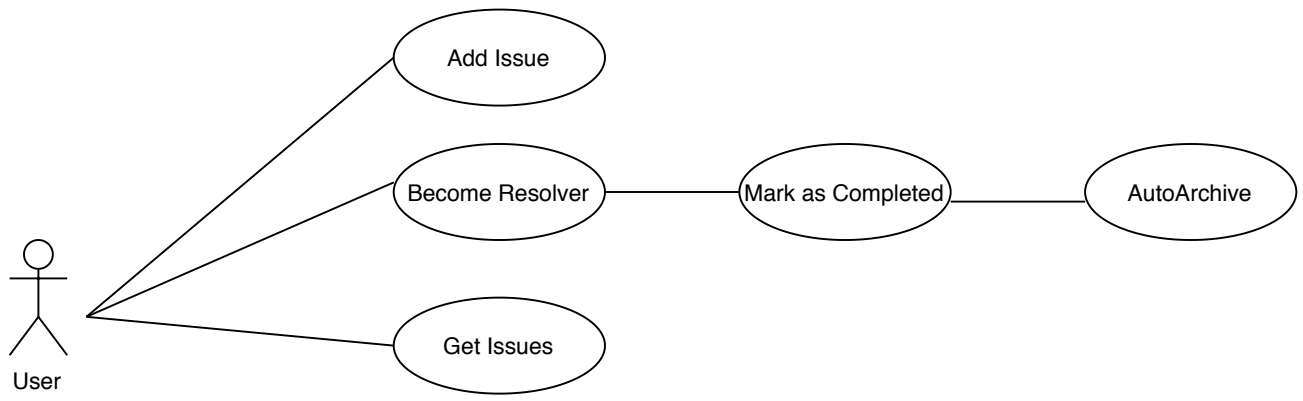 Add Issue
Become Resolver
Mark as Completed
AutoArchive
Get Issues
User